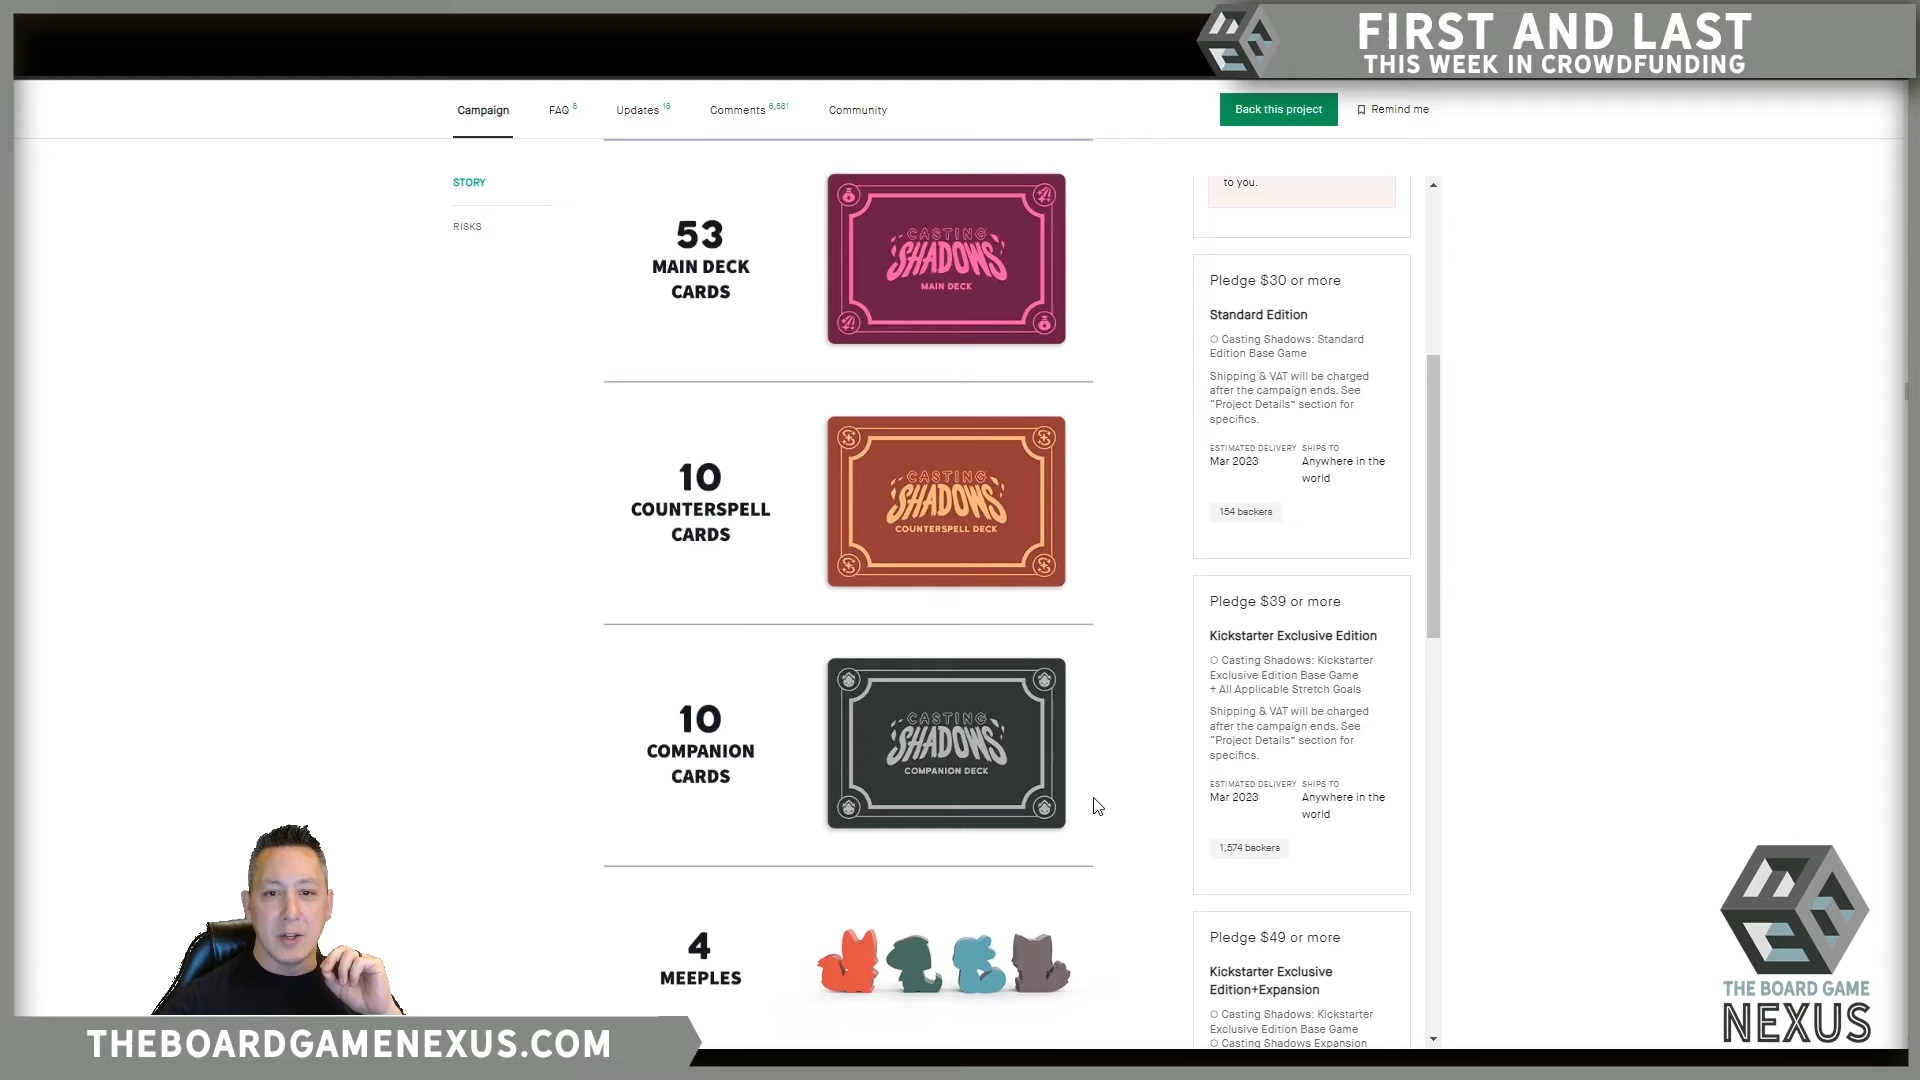 FIRST AND LAST
THIS WEEK IN CROWDFUNDING
Campaign
FAQ 8
Updates 18
Comments 6,581
Community
Back this project
Remind me
STORY
RISKS
53
MAIN DECK
CARDS
CASTING
SHADOWS
MAIN DECK
10
COUNTERSPELL
CARDS
CASTING
SHADOWS
COUNTERSPELL DECK
10
COMPANION
CARDS
CASTING
SHADOWS
COMPANION DECK
4
MEEPLES
to you.
Pledge $30 or more
Standard Edition
Casting Shadows: Standard
Edition Base Game
Shipping & VAT will be charged
after the campaign ends. See
"Project Details" section for
specifics.
ESTIMATED DELIVERY SHIPS TO
Mar 2023 Anywhere in the
world
154 backers
Pledge $39 or more
Kickstarter Exclusive Edition
Casting Shadows: Kickstarter
Exclusive Edition Base Game
+ All Applicable Stretch Goals
Shipping & VAT will be charged
after the campaign ends. See
"Project Details" section for
specifics.
ESTIMATED DELIVERY SHIPS TO
Mar 2023 Anywhere in the
world
1,574 backers
Pledge $49 or more
Kickstarter Exclusive
Edition+Expansion
Casting Shadows: Kickstarter
Exclusive Edition Base Game
Casting Shadows Expansion
THE BOARD GAME
NEXUS
THEBOARDGAMENEXUS.COM